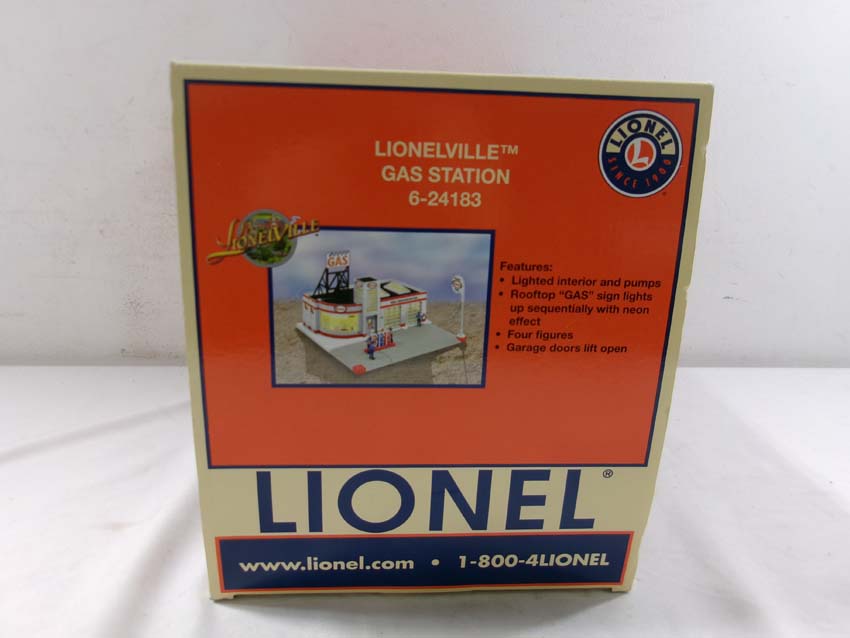 LIONELVILLE™
GAS STATION
6-24183
LIONEL
L
SINCE 1900
®
LIONELVILLE
GAS
Features:
• Lighted interior and pumps
• Rooftop "GAS" sign lights
up sequentially with neon
effect
• Four figures
• Garage doors lift open
LIONEL®
www.lionel.com • 1-800-4LIONEL